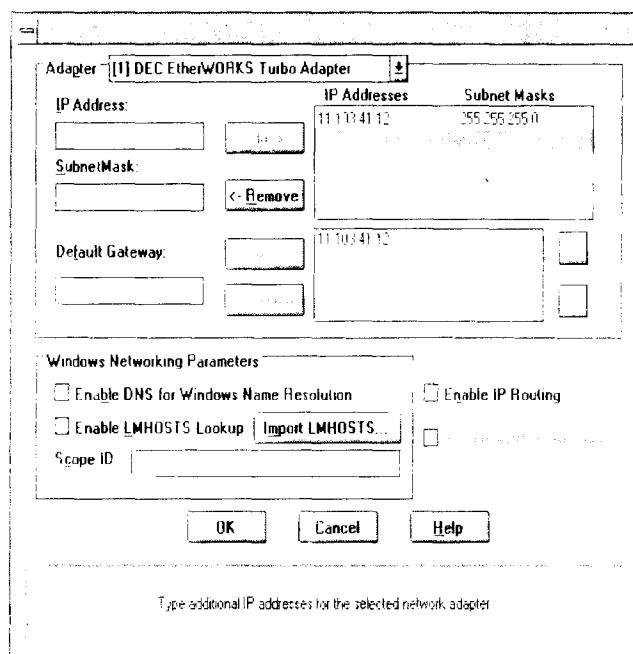 Adapter [1] DEC EtherWORKS Turbo Adapter
IP Address:
IP Addresses Subnet Masks
11.103.41.12 255.255.255.0
SubnetMask:
<- Remove
Default Gateway:
11.103.41.12
Windows Networking Parameters
Enable DNS for Windows Name Resolution
Enable IP Routing
Enable LMHOSTS Lookup Import LMHOSTS...
Scope ID
OK Cancel Help
Type additional IP addresses for the selected network adapter